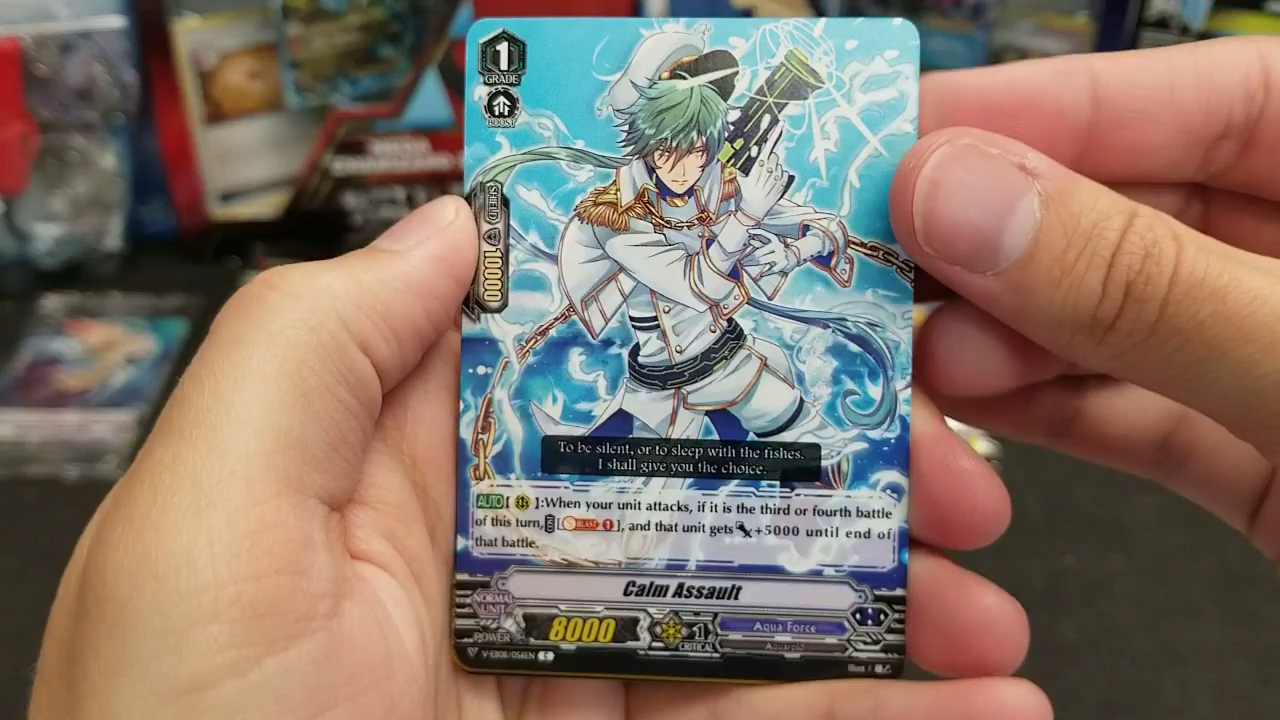 1
GRADE
BOOST
SHIELD
10000
To be silent, or to sleep with the fishes.
I shall give you the choice.
AUTO [ ]:When your unit attacks, if it is the third or fourth battle
of this turn, [ BLAST 1 ], and that unit gets +5000 until end of
that battle.
Calm Assault
NORMAL
UNIT
POWER 8000 1 CRITICAL
Aqua Force
Aquaroid
V-EB08/056EN C
Illust /